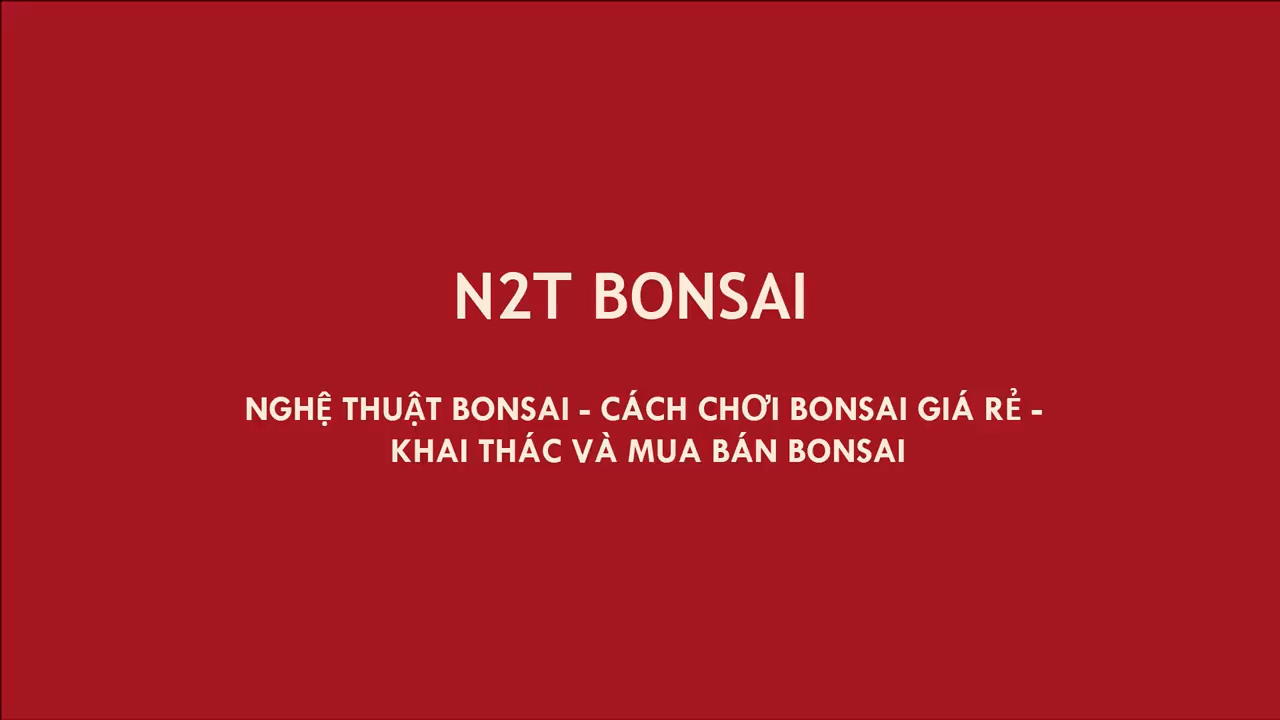 N2T BONSAI
NGHỆ THUẬT BONSAI - CÁCH CHƠI BONSAI GIÁ RẺ -
KHAI THÁC VÀ MUA BÁN BONSAI